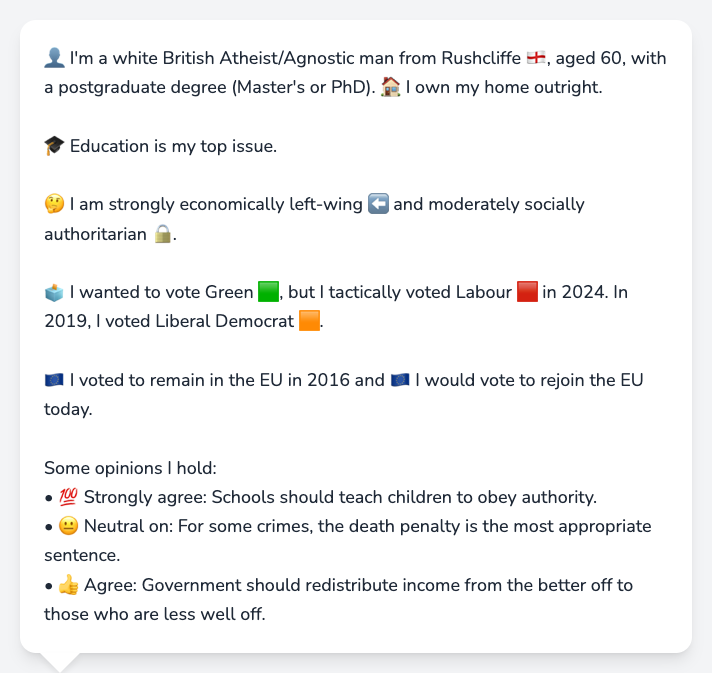 👤 I'm a white British Atheist/Agnostic man from Rushcliffe 🏴󠁧󠁢󠁥󠁮󠁧󠁿, aged 60, with
a postgraduate degree (Master's or PhD). 🏠 I own my home outright.
🎓 Education is my top issue.
🤔 I am strongly economically left-wing ⬅️ and moderately socially
authoritarian 🔒.
🗳️ I wanted to vote Green 🟩, but I tactically voted Labour 🟥 in 2024. In
2019, I voted Liberal Democrat 🟧.
🇪🇺 I voted to remain in the EU in 2016 and 🇪🇺 I would vote to rejoin the EU
today.
Some opinions I hold:
• 💯 Strongly agree: Schools should teach children to obey authority.
• 😐 Neutral on: For some crimes, the death penalty is the most appropriate
sentence.
• 👍 Agree: Government should redistribute income from the better off to
those who are less well off.